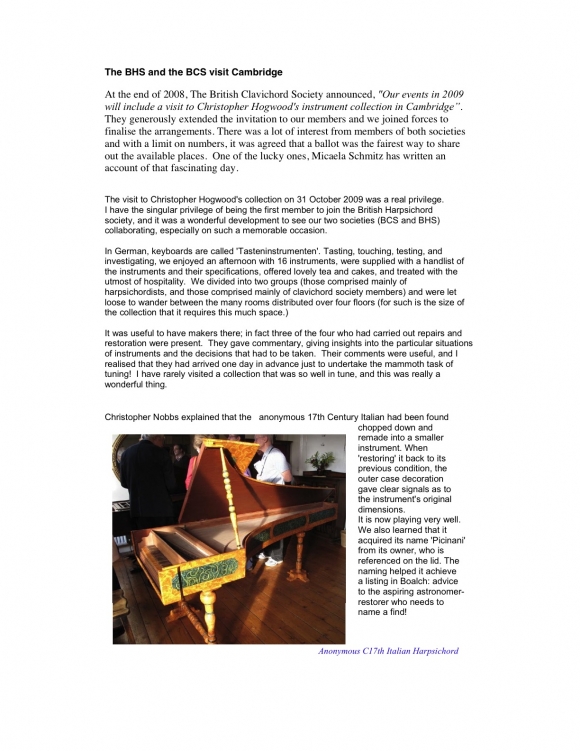 The BHS and the BCS visit Cambridge
At the end of 2008, The British Clavichord Society announced, "Our events in 2009
will include a visit to Christopher Hogwood's instrument collection in Cambridge”.
They generously extended the invitation to our members and we joined forces to
finalise the arrangements. There was a lot of interest from members of both societies
and with a limit on numbers, it was agreed that a ballot was the fairest way to share
out the available places.  One of the lucky ones, Micaela Schmitz has written an
account of that fascinating day.
The visit to Christopher Hogwood's collection on 31 October 2009 was a real privilege.
I have the singular privilege of being the first member to join the British Harpsichord
society, and it was a wonderful development to see our two societies (BCS and BHS)
collaborating, especially on such a memorable occasion.
In German, keyboards are called 'Tasteninstrumenten'. Tasting, touching, testing, and
investigating, we enjoyed an afternoon with 16 instruments, were supplied with a handlist of
the instruments and their specifications, offered lovely tea and cakes, and treated with the
utmost of hospitality.  We divided into two groups (those comprised mainly of
harpsichordists, and those comprised mainly of clavichord society members) and were let
loose to wander between the many rooms distributed over four floors (for such is the size of
the collection that it requires this much space.)
It was useful to have makers there; in fact three of the four who had carried out repairs and
restoration were present.  They gave commentary, giving insights into the particular situations
of instruments and the decisions that had to be taken.  Their comments were useful, and I
realised that they had arrived one day in advance just to undertake the mammoth task of
tuning!  I have rarely visited a collection that was so well in tune, and this was really a
wonderful thing.
Christopher Nobbs explained that the   anonymous 17th Century Italian had been found
chopped down and
remade into a smaller
instrument. When
'restoring' it back to its
previous condition, the
outer case decoration
gave clear signals as to
the instrument's original
dimensions.
It is now playing very well.
We also learned that it
acquired its name 'Picinani'
from its owner, who is
referenced on the lid. The
naming helped it achieve
a listing in Boalch: advice
to the aspiring astronomer-
restorer who needs to
name a find!
Anonymous C17th Italian Harpsichord